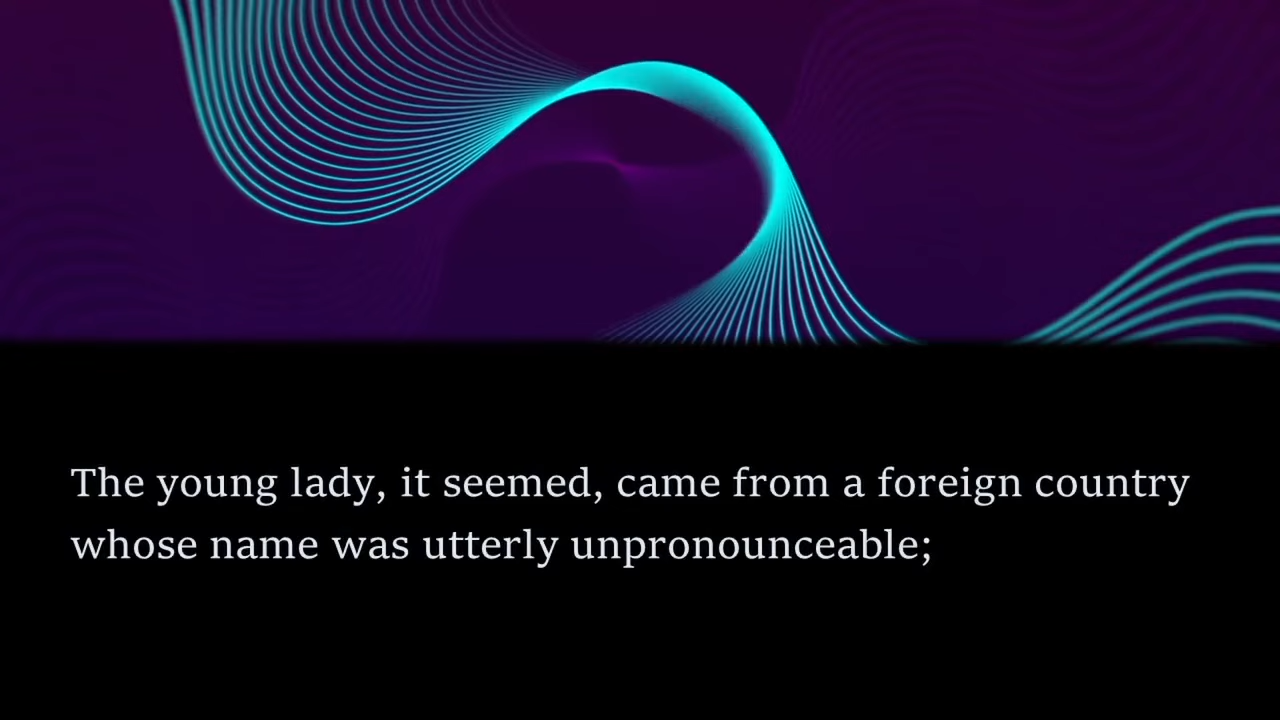 The young lady, it seemed, came from a foreign country
whose name was utterly unpronounceable;